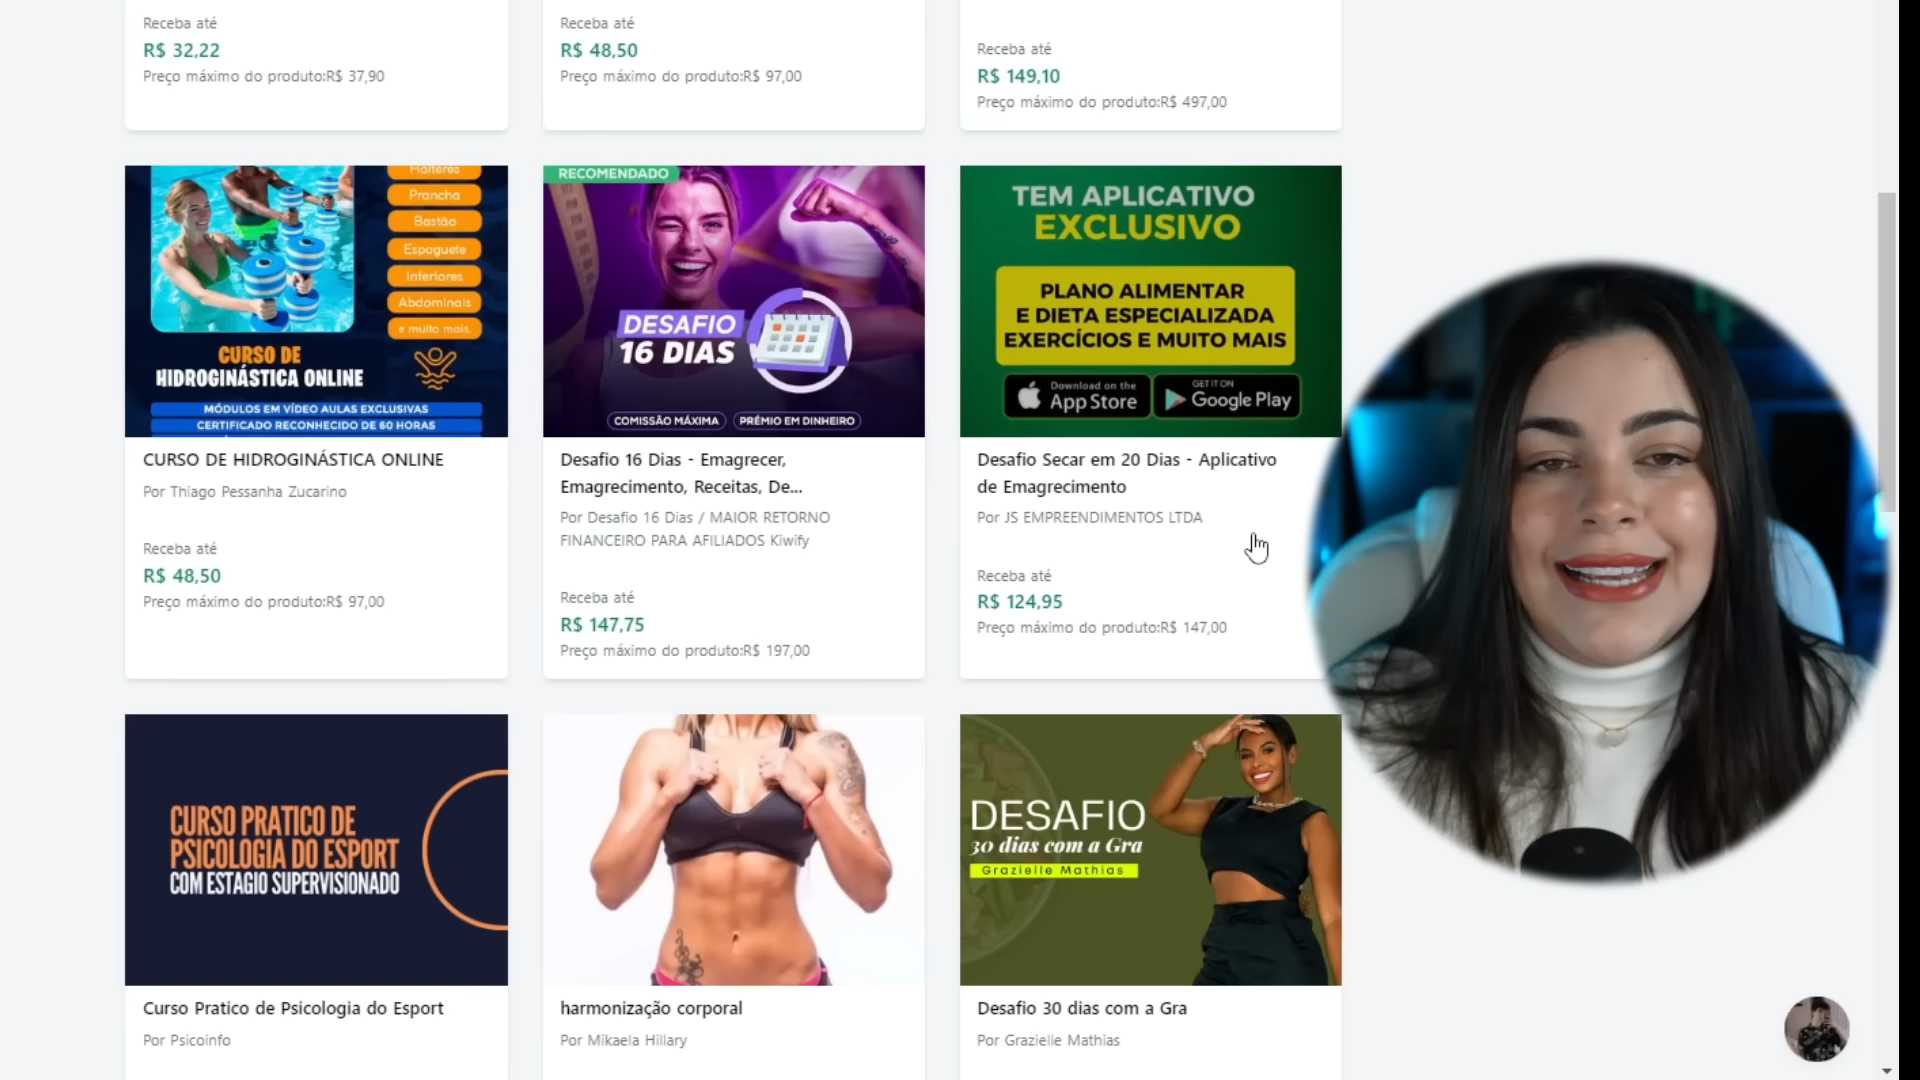 Receba até
R$ 32,22
Preço máximo do produto:R$ 37,90
Receba até
R$ 48,50
Preço máximo do produto:R$ 97,00
Receba até
R$ 149,10
Preço máximo do produto:R$ 497,00
Halteres
Prancha
Bastão
Espaguete
Inferiores
Abdominais
e muito mais.
CURSO DE
HIDROGINÁSTICA ONLINE
MÓDULOS EM VÍDEO AULAS EXCLUSIVAS
CERTIFICADO RECONHECIDO DE 60 HORAS
CURSO DE HIDROGINÁSTICA ONLINE
Por Thiago Pessanha Zucarino
Receba até
R$ 48,50
Preço máximo do produto:R$ 97,00
RECOMENDADO
DESAFIO
16 DIAS
COMISSÃO MÁXIMA
PRÊMIO EM DINHEIRO
Desafio 16 Dias - Emagrecer,
Emagrecimento, Receitas, De...
Por Desafio 16 Dias / MAIOR RETORNO
FINANCEIRO PARA AFILIADOS Kiwify
Receba até
R$ 147,75
Preço máximo do produto:R$ 197,00
TEM APLICATIVO
EXCLUSIVO
PLANO ALIMENTAR
E DIETA ESPECIALIZADA
EXERCÍCIOS E MUITO MAIS
Download on the
App Store
GET IT ON
Google Play
Desafio Secar em 20 Dias - Aplicativo
de Emagrecimento
Por JS EMPREENDIMENTOS LTDA
Receba até
R$ 124,95
Preço máximo do produto:R$ 147,00
CURSO PRATICO DE
PSICOLOGIA DO ESPORT
COM ESTAGIO SUPERVISIONADO
Curso Pratico de Psicologia do Esport
Por Psicoinfo
harmonização corporal
Por Mikaela Hillary
DESAFIO
30 dias com a Gra
Grazielle Mathias
Desafio 30 dias com a Gra
Por Grazielle Mathias